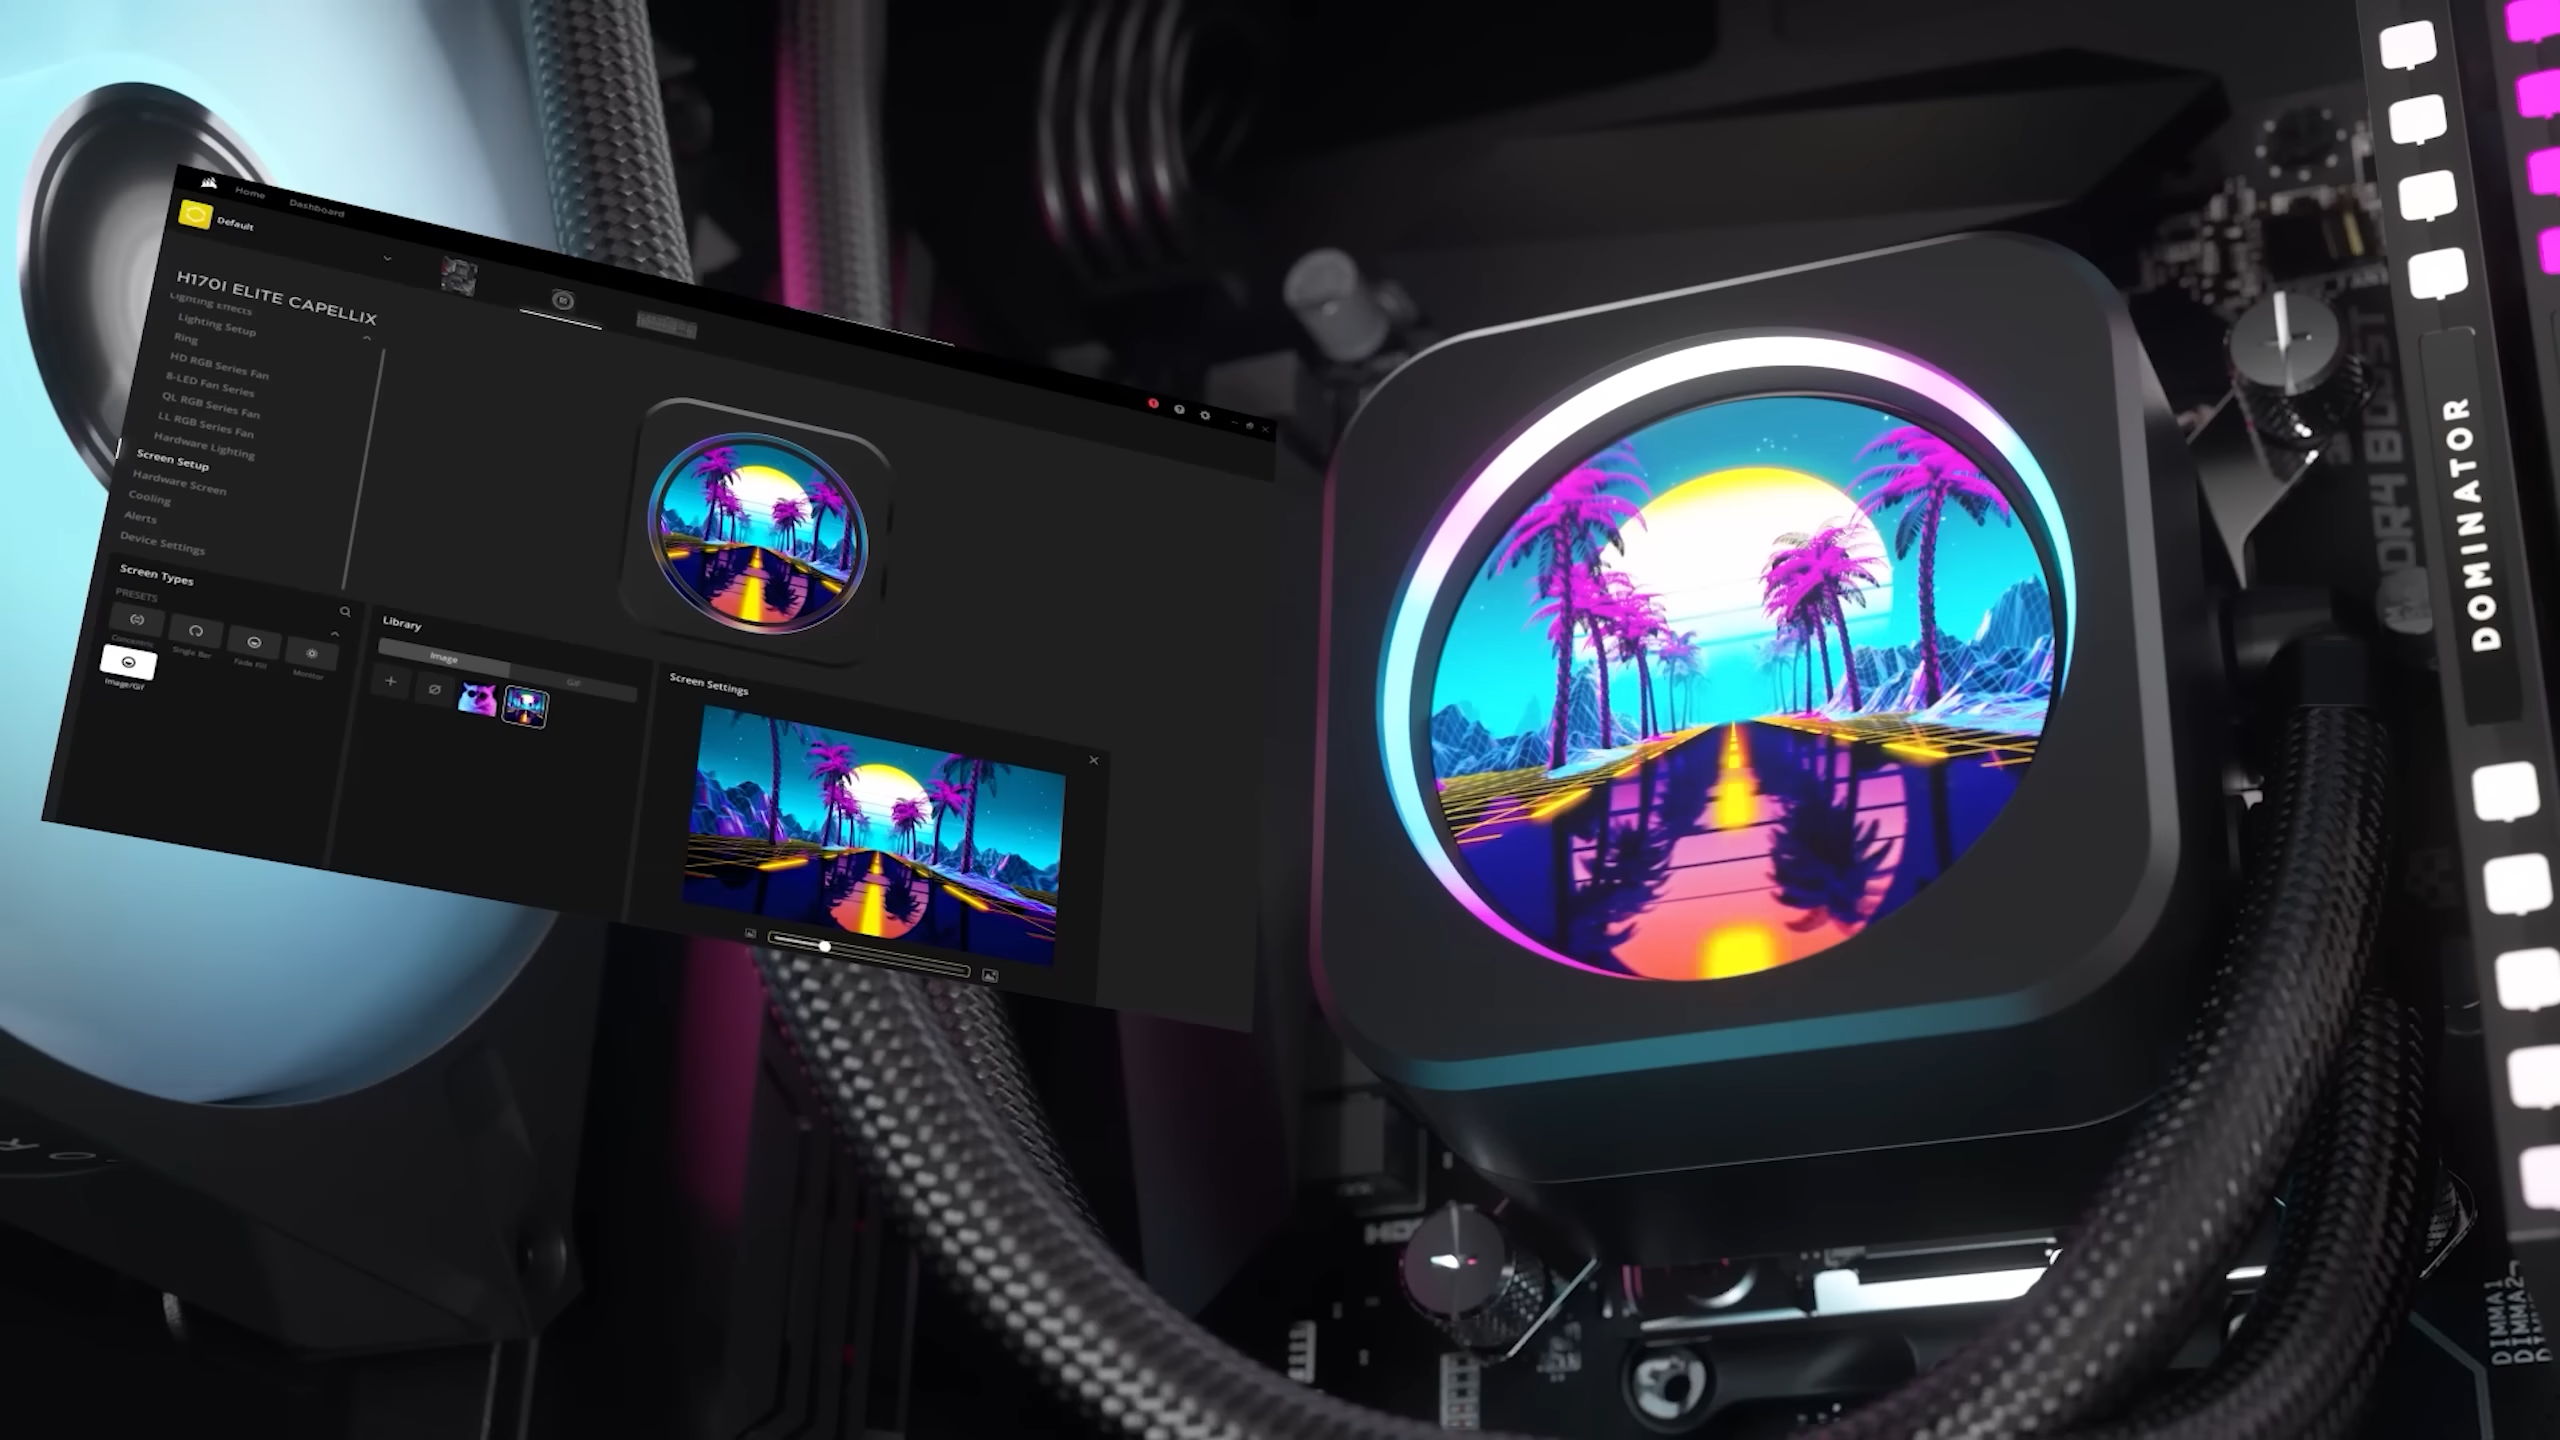 Home
Dashboard
Default
H170I ELITE CAPELLIX
Lighting Effects
Lighting Setup
Ring
HD RGB Series Fan
8-LED Fan Series
QL RGB Series Fan
LL RGB Series Fan
Hardware Lighting
Screen Setup
Hardware Screen
Cooling
Alerts
Device Settings
Screen Types
PRESETS
Concentric
Single Bar
Fade Fill
Monitor
Image/Gif
Library
Image
Gif
Screen Settings
DOMINATOR
DDR4 BOOST
DIMMA1
DIMMA2